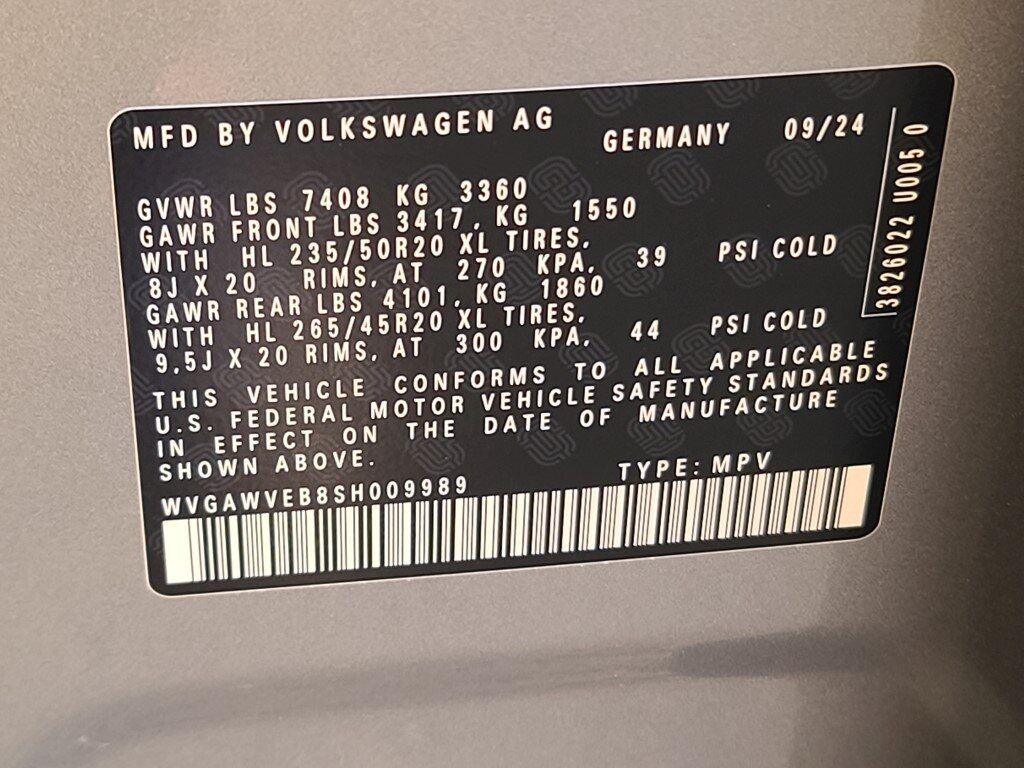 MFD BY VOLKSWAGEN AG GERMANY 09/24
GVWR LBS 7408 KG 3360
GAWR FRONT LBS 3417, KG 1550
WITH HL 235/50R20 XL TIRES,
8J X 20 RIMS, AT 270 KPA, 39 PSI COLD
GAWR REAR LBS 4101, KG 1860
WITH HL 265/45R20 XL TIRES,
9,5J X 20 RIMS, AT 300 KPA, 44 PSI COLD
THIS VEHICLE CONFORMS TO ALL APPLICABLE
U.S. FEDERAL MOTOR VEHICLE SAFETY STANDARDS
IN EFFECT ON THE DATE OF MANUFACTURE
SHOWN ABOVE.
TYPE: MPV
WVGAWVEB8SH009989
3826022 U005 0